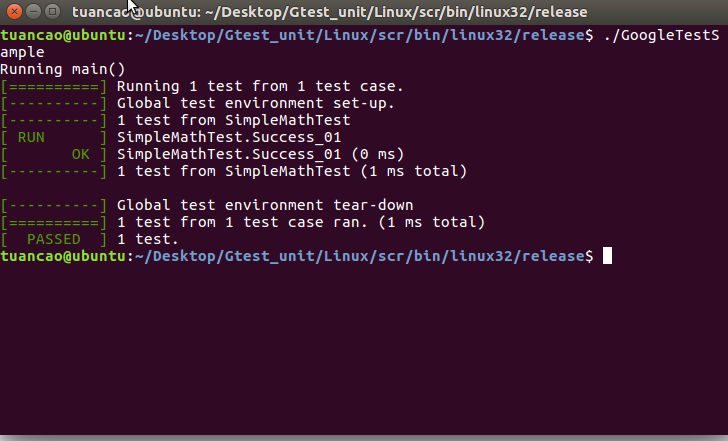 tuancao@ubuntu: ~/Desktop/Gtest_unit/Linux/scr/bin/linux32/release
tuancao@ubuntu:~/Desktop/Gtest_unit/Linux/scr/bin/linux32/release$ ./GoogleTestS
ample
Running main()
[==========] Running 1 test from 1 test case.
[----------] Global test environment set-up.
[----------] 1 test from SimpleMathTest
[ RUN      ] SimpleMathTest.Success_01
[       OK ] SimpleMathTest.Success_01 (0 ms)
[----------] 1 test from SimpleMathTest (1 ms total)

[----------] Global test environment tear-down
[==========] 1 test from 1 test case ran. (1 ms total)
[  PASSED  ] 1 test.
tuancao@ubuntu:~/Desktop/Gtest_unit/Linux/scr/bin/linux32/release$